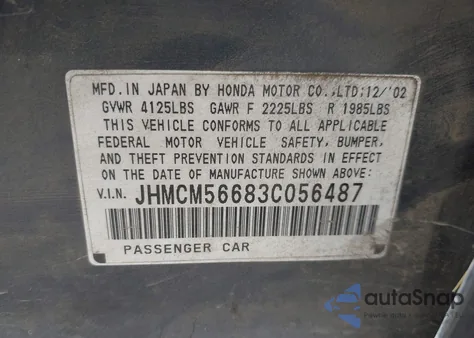 MFD. IN JAPAN BY HONDA MOTOR CO.,LTD:12/'02
GVWR 4125LBS GAWR F 2225LBS R 1985LBS
THIS VEHICLE CONFORMS TO ALL APPLICABLE
FEDERAL MOTOR VEHICLE SAFETY, BUMPER,
AND THEFT PREVENTION STANDARDS IN EFFECT
ON THE DATE OF MANUFACTURE SHOWN ABOVE:
V.I.N. JHMCM56683C056487
PASSENGER CAR
autoSnap